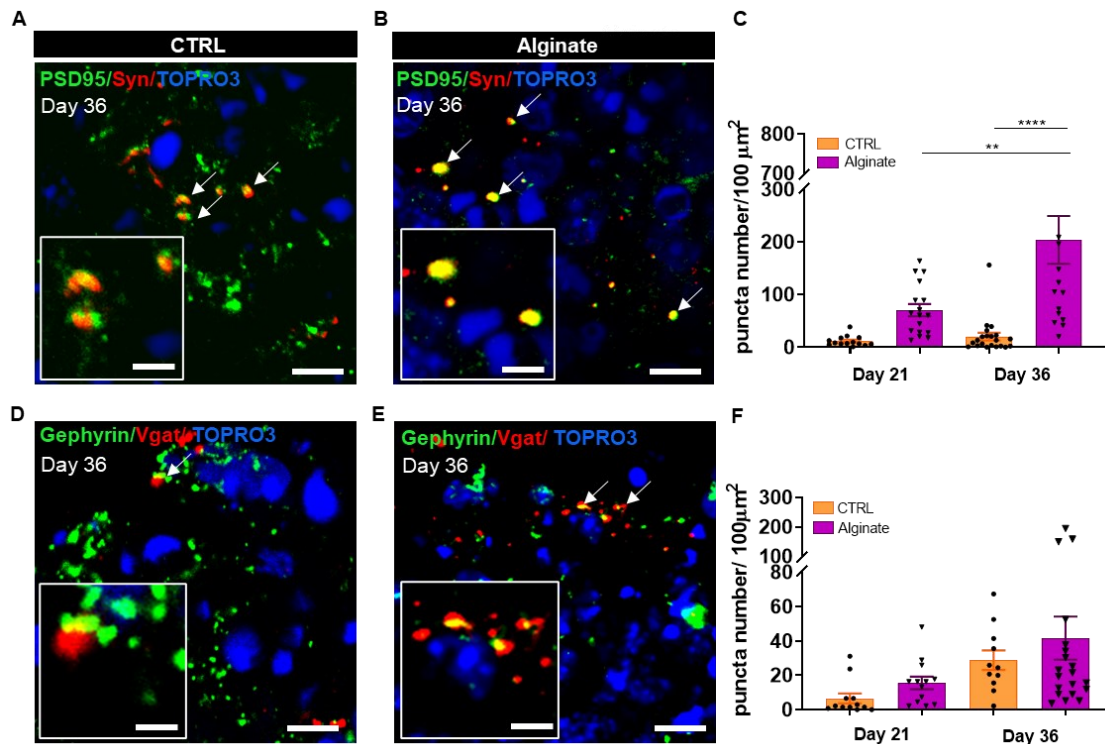 A
CTRL
PSD95/Syn/TOPRO3
Day 36
B
Alginate
PSD95/Syn/TOPRO3
Day 36
C
puncta number/100 µm²
800
700
300
200
100
0
CTRL
Alginate
****
**
Day 21
Day 36
D
Gephyrin/Vgat/ TOPRO3
Day 36
E
Gephyrin/Vgat/ TOPRO3
Day 36
F
puncta number/ 100µm²
300
200
100
80
60
40
20
0
CTRL
Alginate
Day 21
Day 36